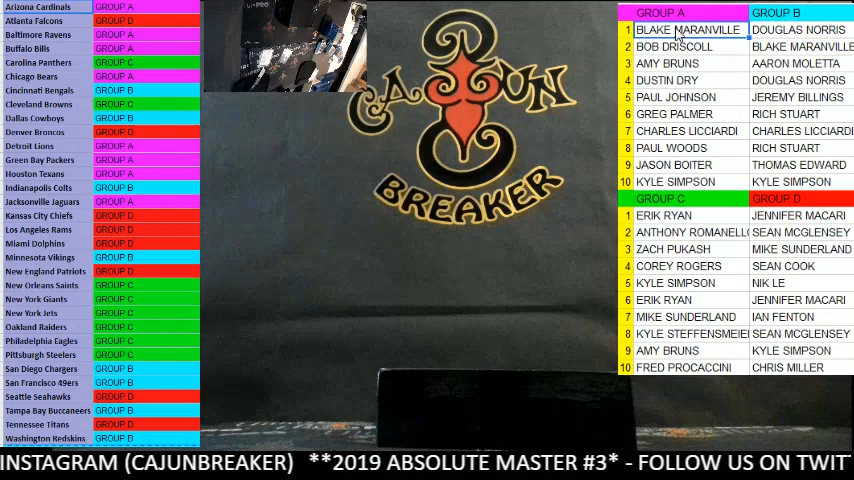 Arizona Cardinals GROUP A
Atlanta Falcons GROUP D
Baltimore Ravens GROUP A
Buffalo Bills GROUP A
Carolina Panthers GROUP C
Chicago Bears GROUP A
Cincinnati Bengals GROUP B
Cleveland Browns GROUP C
Dallas Cowboys GROUP B
Denver Broncos GROUP D
Detroit Lions GROUP A
Green Bay Packers GROUP A
Houston Texans GROUP A
Indianapolis Colts GROUP B
Jacksonville Jaguars GROUP A
Kansas City Chiefs GROUP D
Los Angeles Rams GROUP D
Miami Dolphins GROUP D
Minnesota Vikings GROUP B
New England Patriots GROUP D
New Orleans Saints GROUP C
New York Giants GROUP C
New York Jets GROUP C
Oakland Raiders GROUP C
Philadelphia Eagles GROUP C
Pittsburgh Steelers GROUP C
San Diego Chargers GROUP B
San Francisco 49ers GROUP B
Seattle Seahawks GROUP D
Tampa Bay Buccaneers GROUP B
Tennessee Titans GROUP D
Washington Redskins GROUP B
CAJUN
BREAKER
GROUP A GROUP B
1 BLAKE MARANVILLE DOUGLAS NORRIS
2 BOB DRISCOLL BLAKE MARANVILLE
3 AMY BRUNS AARON MOLETTA
4 DUSTIN DRY DOUGLAS NORRIS
5 PAUL JOHNSON JEREMY BILLINGS
6 GREG PALMER RICH STUART
7 CHARLES LICCIARDI CHARLES LICCIARDI
8 PAUL WOODS RICH STUART
9 JASON BOITER THOMAS EDWARD
10 KYLE SIMPSON KYLE SIMPSON
GROUP C GROUP D
1 ERIK RYAN JENNIFER MACARI
2 ANTHONY ROMANELL SEAN MCGLENSEY
3 ZACH PUKASH MIKE SUNDERLAND
4 COREY ROGERS SEAN COOK
5 KYLE SIMPSON NIK LE
6 ERIK RYAN JENNIFER MACARI
7 MIKE SUNDERLAND IAN FENTON
8 KYLE STEFFENSMEIE SEAN MCGLENSEY
9 AMY BRUNS KYLE SIMPSON
10 FRED PROCACCINI CHRIS MILLER
INSTAGRAM (CAJUNBREAKER) **2019 ABSOLUTE MASTER #3* - FOLLOW US ON TWIT